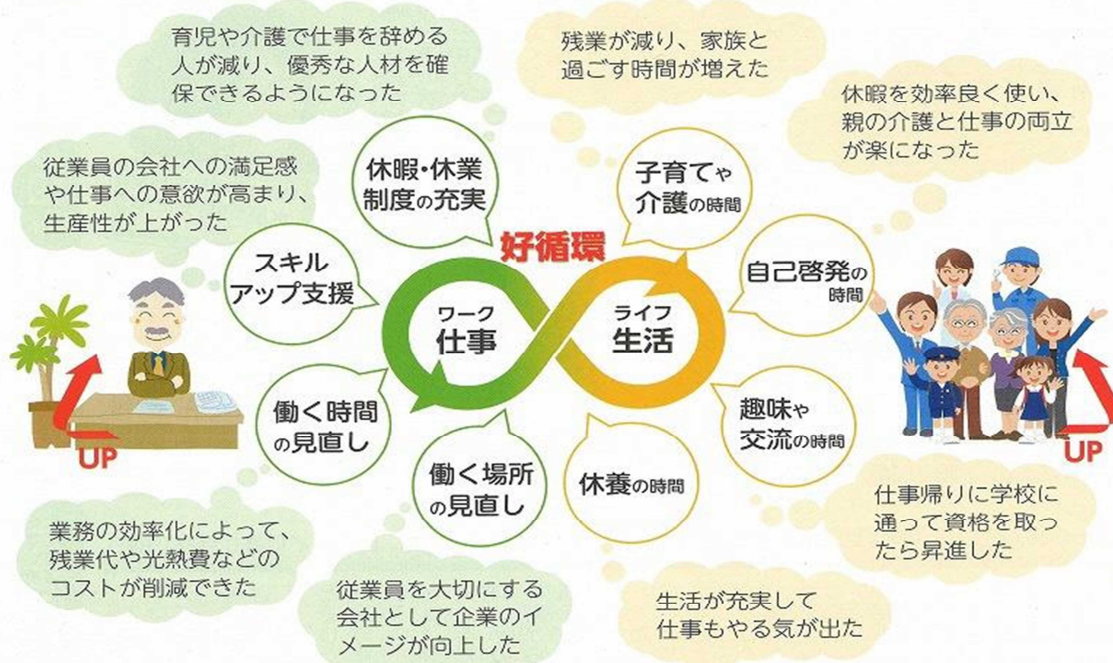 育児や介護で仕事を辞める
人が減り、優秀な人材を確
保できるようになった
残業が減り、家族と
過ごす時間が増えた
休暇を効率良く使い、
親の介護と仕事の両立
が楽になった
従業員の会社への満足感
や仕事への意欲が高まり、
生産性が上がった
休暇・休業
制度の充実
子育てや
介護の時間
好循環
スキル
アップ支援
自己啓発の
時間
ワーク
仕事
ライフ
生活
働く時間
の見直し
趣味や
交流の時間
働く場所
の見直し
休養の時間
UP
UP
業務の効率化によって、
残業代や光熱費などの
コストが削減できた
従業員を大切にする
会社として企業のイ
メージが向上した
生活が充実して
仕事もやる気が出た
仕事帰りに学校に
通って資格を取っ
たら昇進した